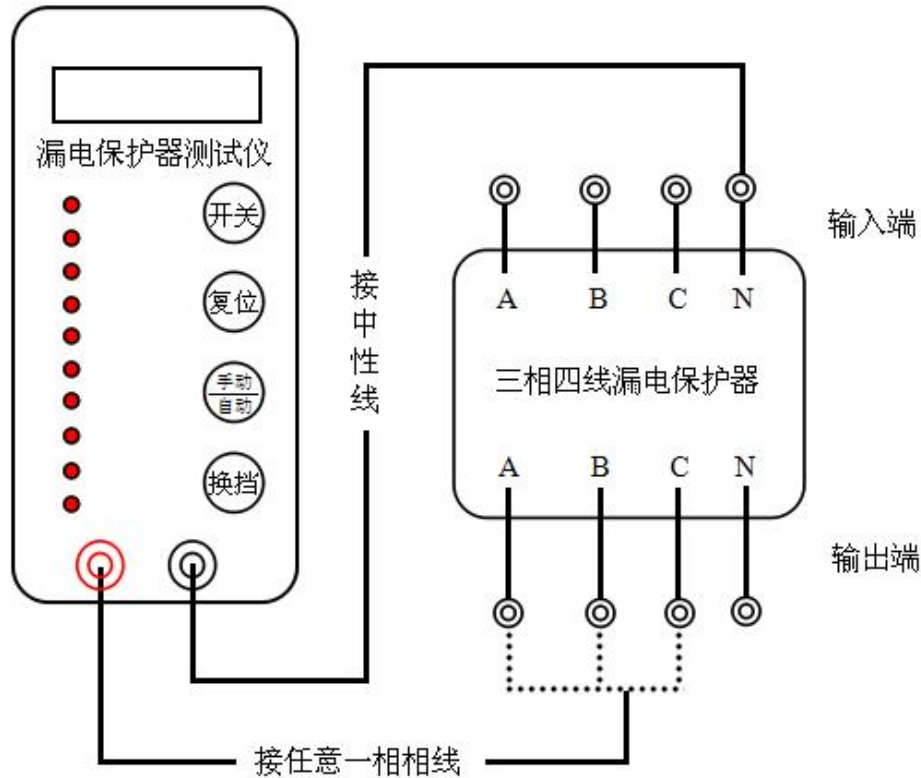 漏电保护器测试仪
开关
复位
手动
自动
换挡
接中性线
输入端
A B C N
三相四线漏电保护器
A B C N
输出端
接任意一相相线